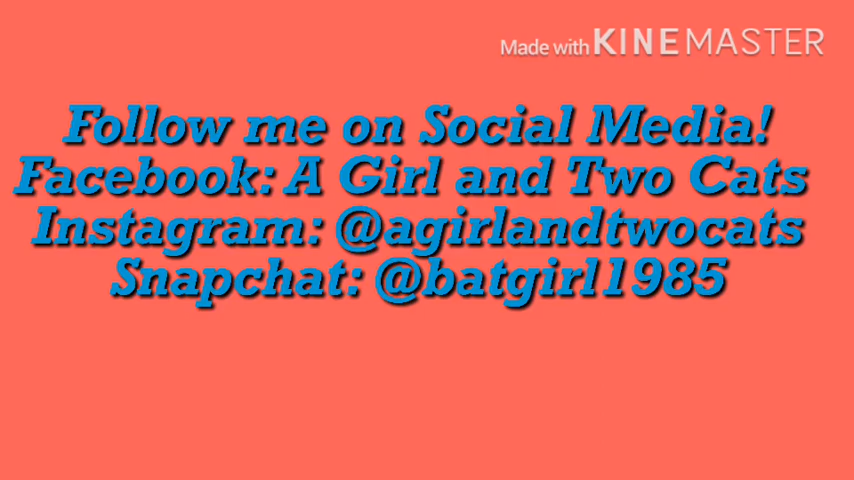 Made with KINEMASTER
Follow me on Social Media!
Facebook: A Girl and Two Cats
Instagram: @agirlandtwocats
Snapchat: @batgirl1985